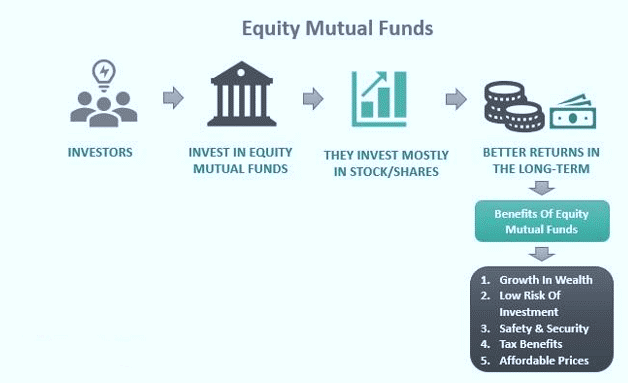 Equity Mutual Funds
INVESTORS
INVEST IN EQUITY
MUTUAL FUNDS
THEY INVEST MOSTLY
IN STOCK/SHARES
BETTER RETURNS IN
THE LONG-TERM
Benefits Of Equity
Mutual Funds
1. Growth In Wealth
2. Low Risk Of
Investment
3. Safety & Security
4. Tax Benefits
5. Affordable Prices